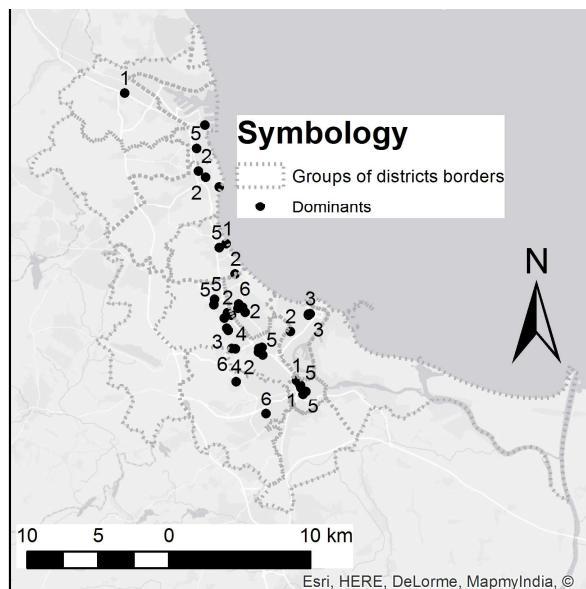 1
5
2
2
Symbology
Groups of districts borders
Dominants
N
5 1
2
5 5
6
2
2
3
3
2
4
3
5
6 4 2
1 5
6
1 5
10 5 0 10 km
Esri, HERE, DeLorme, MapmyIndia, ©